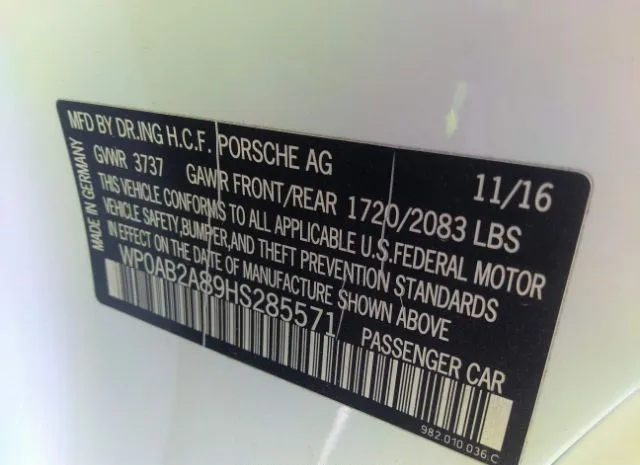 MFD BY DR.ING H.C.F. PORSCHE AG 11/16
GVWR 3737 GAWR FRONT/REAR 1720/2083 LBS
THIS VEHICLE CONFORMS TO ALL APPLICABLE U.S.FEDERAL MOTOR
VEHICLE SAFETY,BUMPER,AND THEFT PREVENTION STANDARDS
IN EFFECT ON THE DATE OF MANUFACTURE SHOWN ABOVE
WP0AB2A89HS285571 PASSENGER CAR
982.010.036.C
MADE IN GERMANY